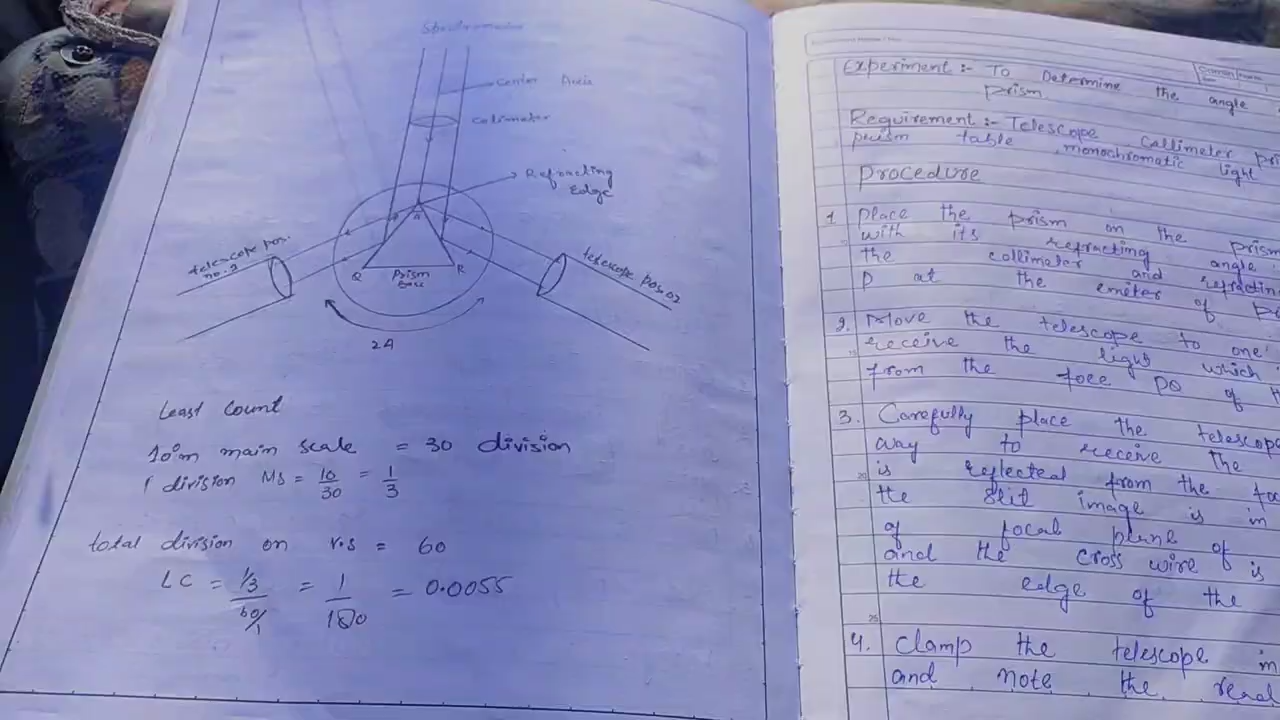 Spectrometer
Center Axis
Collimeter
Refracting
Edge
A
telescope pos.
no. 2
telescope pos. 02
Q
R
Prism
base
2A
Least Count
10° in main scale = 30 division
1 division MS = 10/30 = 1/3
total division on v.s = 60
LC = 1/3 / 60/1 = 1/180 = 0.0055
Experiment :- To Determine the angle
prism
Requirement :- Telescope callimeter pri
prism table, monochromatic light
Procedure
1 Place the prism on the prism
with its refracting angle
the collimeter and refracting
P at the emeter of
2. Move the telescope to one
receive the light which
from the foce PQ of
3. Carefully place the telescope
way to receive the
is reflected from the
the slit image is in
of focal plane of
and the cross wire is
the edge of the
4. Clamp the telescope in
and note the read